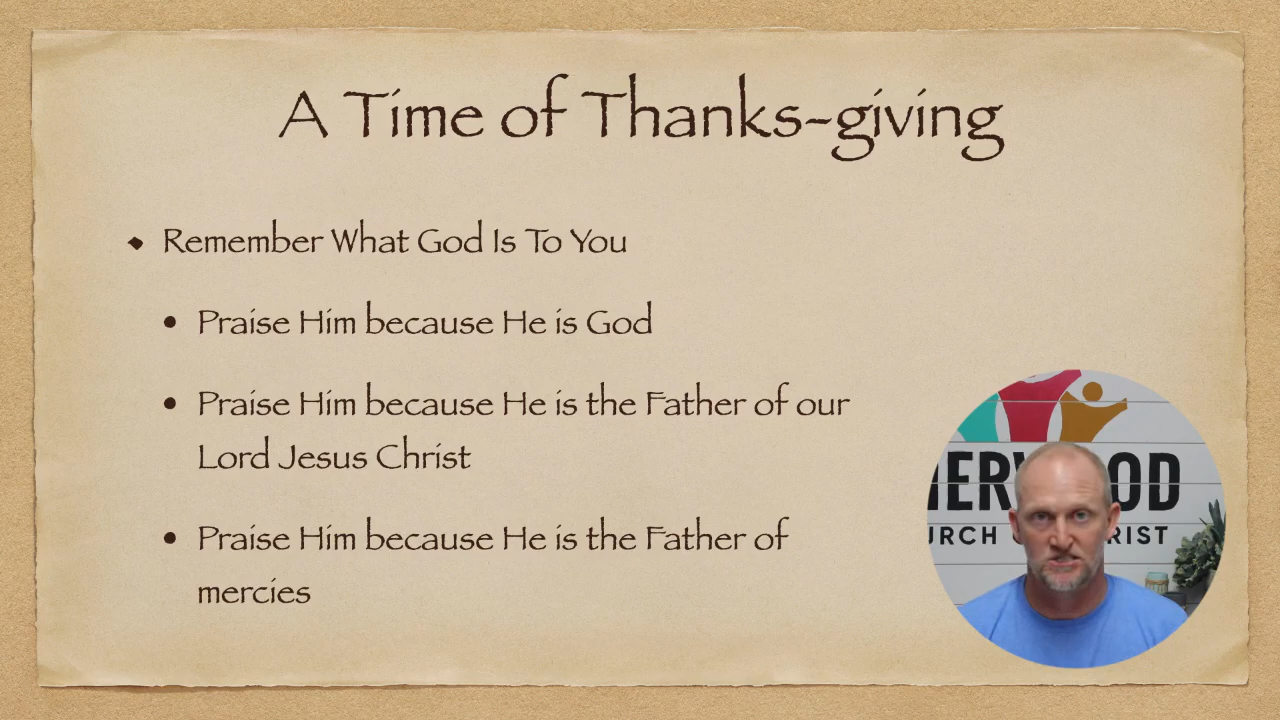 A Time of Thanks-giving
◆ Remember What God Is To You
• Praise Him because He is God
• Praise Him because He is the Father of our
Lord Jesus Christ
• Praise Him because He is the Father of
mercies